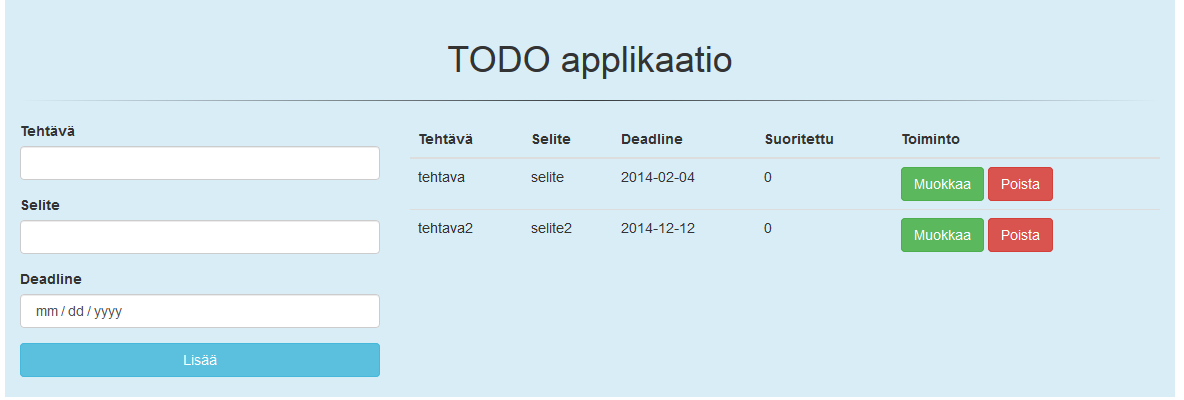 TODO applikaatio
Tehtävä
Selite
Deadline
mm / dd / yyyy
Lisää
Tehtävä Selite Deadline Suoritettu Toiminto
tehtava selite 2014-02-04 0 Muokkaa Poista
tehtava2 selite2 2014-12-12 0 Muokkaa Poista